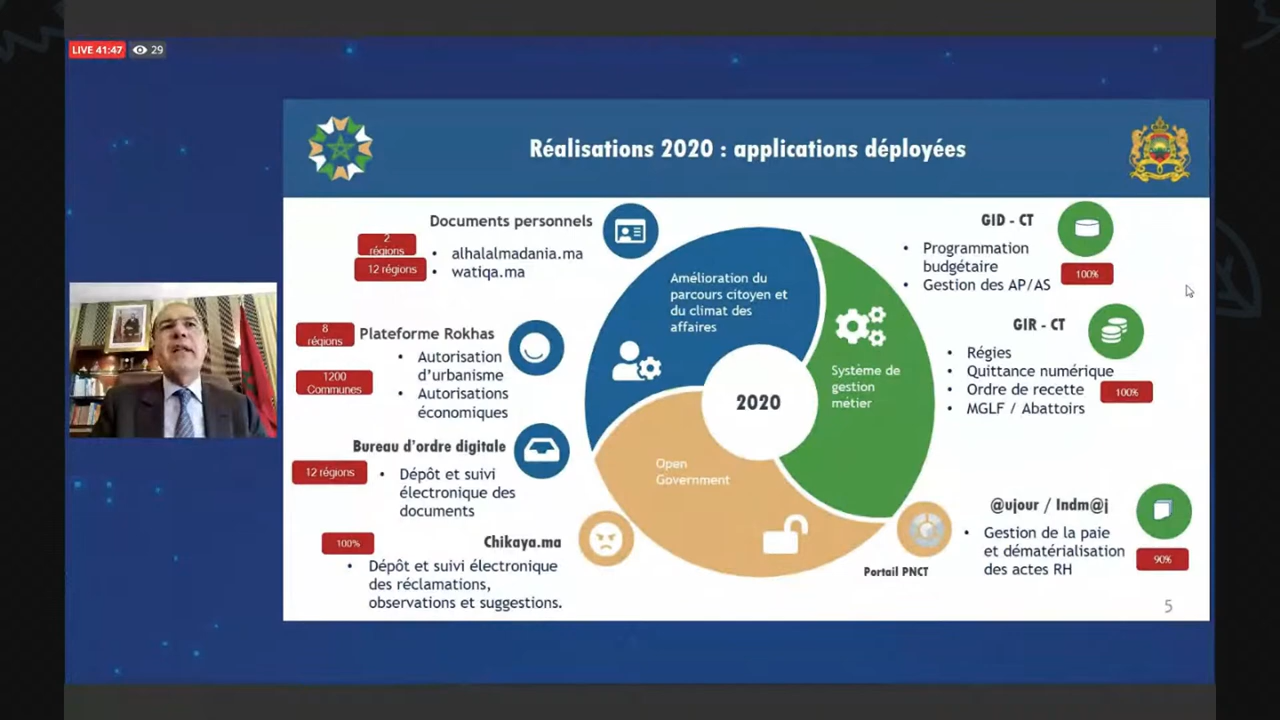 LIVE 41:47
29
Réalisations 2020 : applications déployées
Documents personnels
2
régions
• alhalalmadania.ma
12 régions
• watiqa.ma
8
régions
Plateforme Rokhas
• Autorisation
d'urbanisme
1200
Communes
• Autorisations
économiques
Bureau d'ordre digitale
12 régions
• Dépôt et suivi
électronique des
documents
100%
Chikaya.ma
• Dépôt et suivi électronique
des réclamations,
observations et suggestions.
Amélioration du
parcours citoyen et
du climat des
affaires
Système de
gestion
métier
2020
Open
Government
GID - CT
• Programmation
budgétaire
• Gestion des AP/AS
100%
GIR - CT
• Régies
• Quittance numérique
• Ordre de recette
• MGLF / Abattoirs
100%
@ujour / Indm@j
• Gestion de la paie
et dématérialisation
des actes RH
90%
Portail PNCT
5